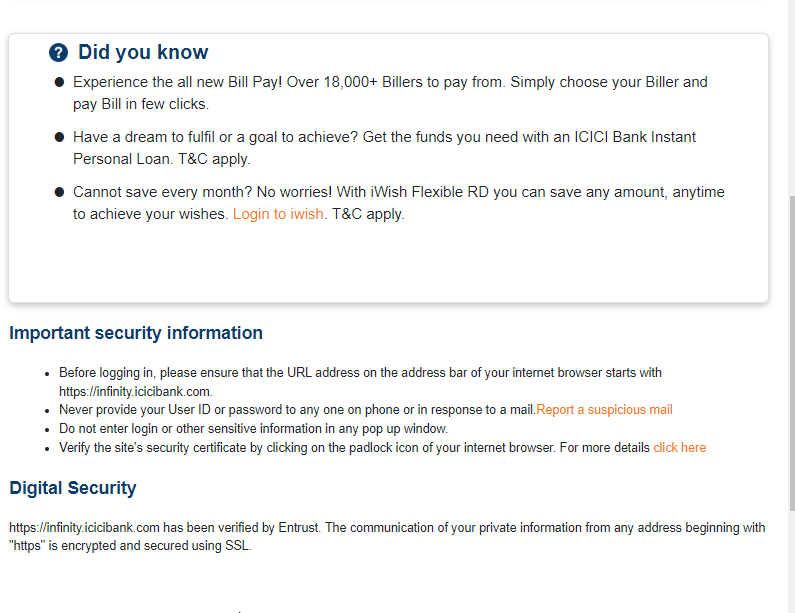 Did you know
Experience the all new Bill Pay! Over 18,000+ Billers to pay from. Simply choose your Biller and
pay Bill in few clicks.
Have a dream to fulfil or a goal to achieve? Get the funds you need with an ICICI Bank Instant
Personal Loan. T&C apply.
Cannot save every month? No worries! With iWish Flexible RD you can save any amount, anytime
to achieve your wishes. Login to iwish. T&C apply.
Important security information
Before logging in, please ensure that the URL address on the address bar of your internet browser starts with
https://infinity.icicibank.com.
Never provide your User ID or password to any one on phone or in response to a mail.Report a suspicious mail
Do not enter login or other sensitive information in any pop up window.
Verify the site's security certificate by clicking on the padlock icon of your internet browser. For more details click here
Digital Security
https://infinity.icicibank.com has been verified by Entrust. The communication of your private information from any address beginning with
"https" is encrypted and secured using SSL.